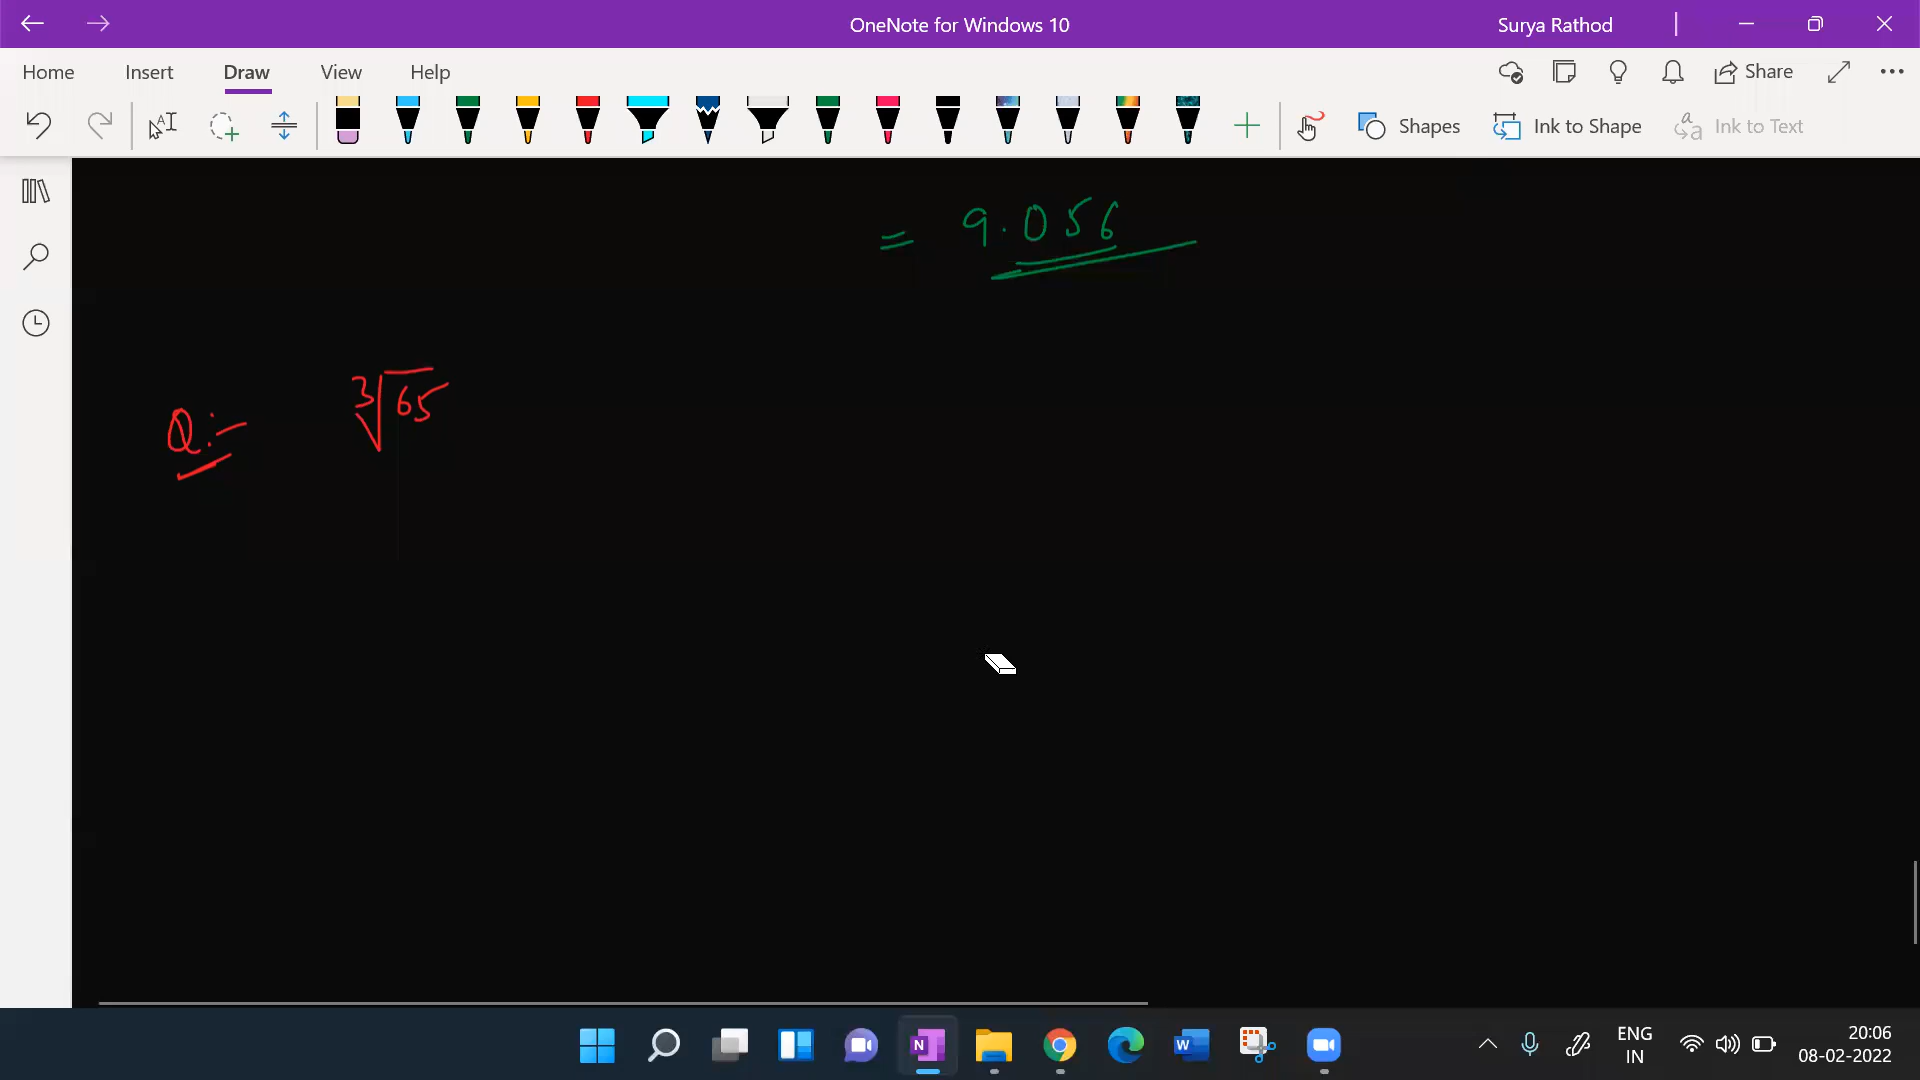 OneNote for Windows 10
Surya Rathod
Home Insert Draw View Help
Share
Shapes Ink to Shape Ink to Text
= 9.056
Q:- ∛65
ENG
IN
20:06
08-02-2022